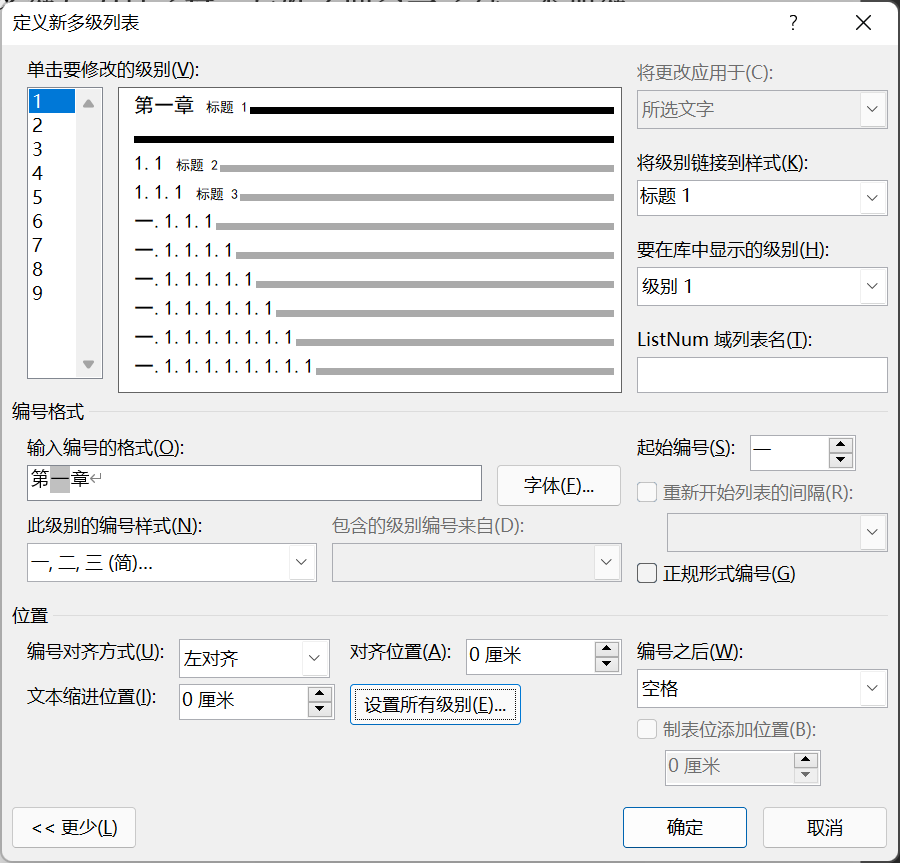 定义新多级列表
?
单击要修改的级别(V):
1
2
3
4
5
6
7
8
9
第一章 标题 1
1.1 标题 2
1.1.1 标题 3
一.1.1.1
一.1.1.1.1
一.1.1.1.1.1
一.1.1.1.1.1.1
一.1.1.1.1.1.1.1
一.1.1.1.1.1.1.1.1
将更改应用于(C):
所选文字
将级别链接到样式(K):
标题 1
要在库中显示的级别(H):
级别 1
ListNum 域列表名(T):
编号格式
输入编号的格式(O):
第一章↵
字体(F)...
起始编号(S):
一
重新开始列表的间隔(R):
此级别的编号样式(N):
一, 二, 三 (简)...
包含的级别编号来自(D):
正规形式编号(G)
位置
编号对齐方式(U):
左对齐
对齐位置(A):
0 厘米
编号之后(W):
空格
文本缩进位置(I):
0 厘米
设置所有级别(E)...
制表位添加位置(B):
0 厘米
<< 更少(L)
确定
取消